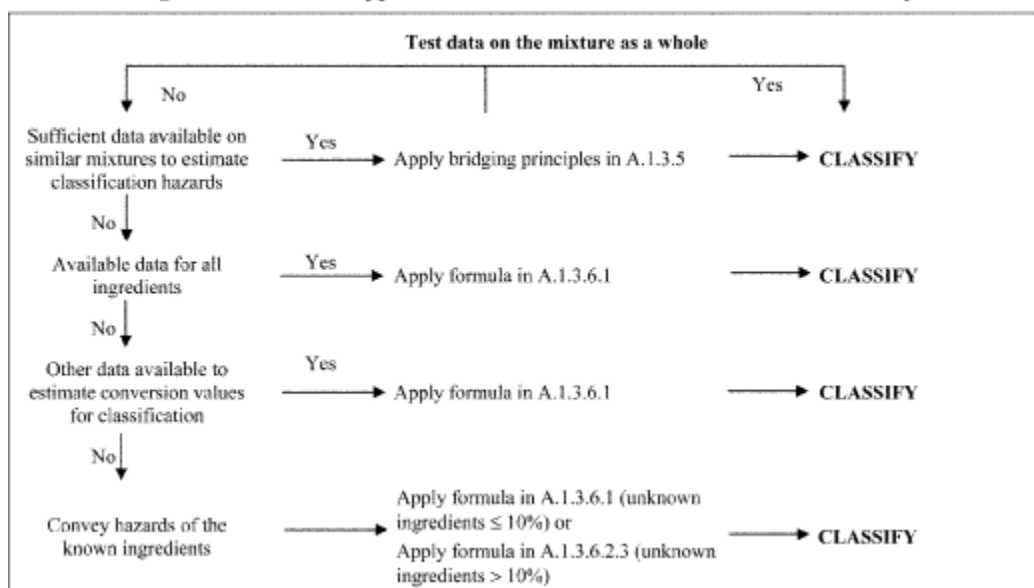 Test data on the mixture as a whole
No
Yes
Sufficient data available on
similar mixtures to estimate
classification hazards
Yes
Apply bridging principles in A.1.3.5
CLASSIFY
No
Available data for all
ingredients
Yes
Apply formula in A.1.3.6.1
CLASSIFY
No
Other data available to
estimate conversion values
for classification
Yes
Apply formula in A.1.3.6.1
CLASSIFY
No
Convey hazards of the
known ingredients
Apply formula in A.1.3.6.1 (unknown
ingredients ≤ 10%) or
Apply formula in A.1.3.6.2.3 (unknown
ingredients > 10%)
CLASSIFY